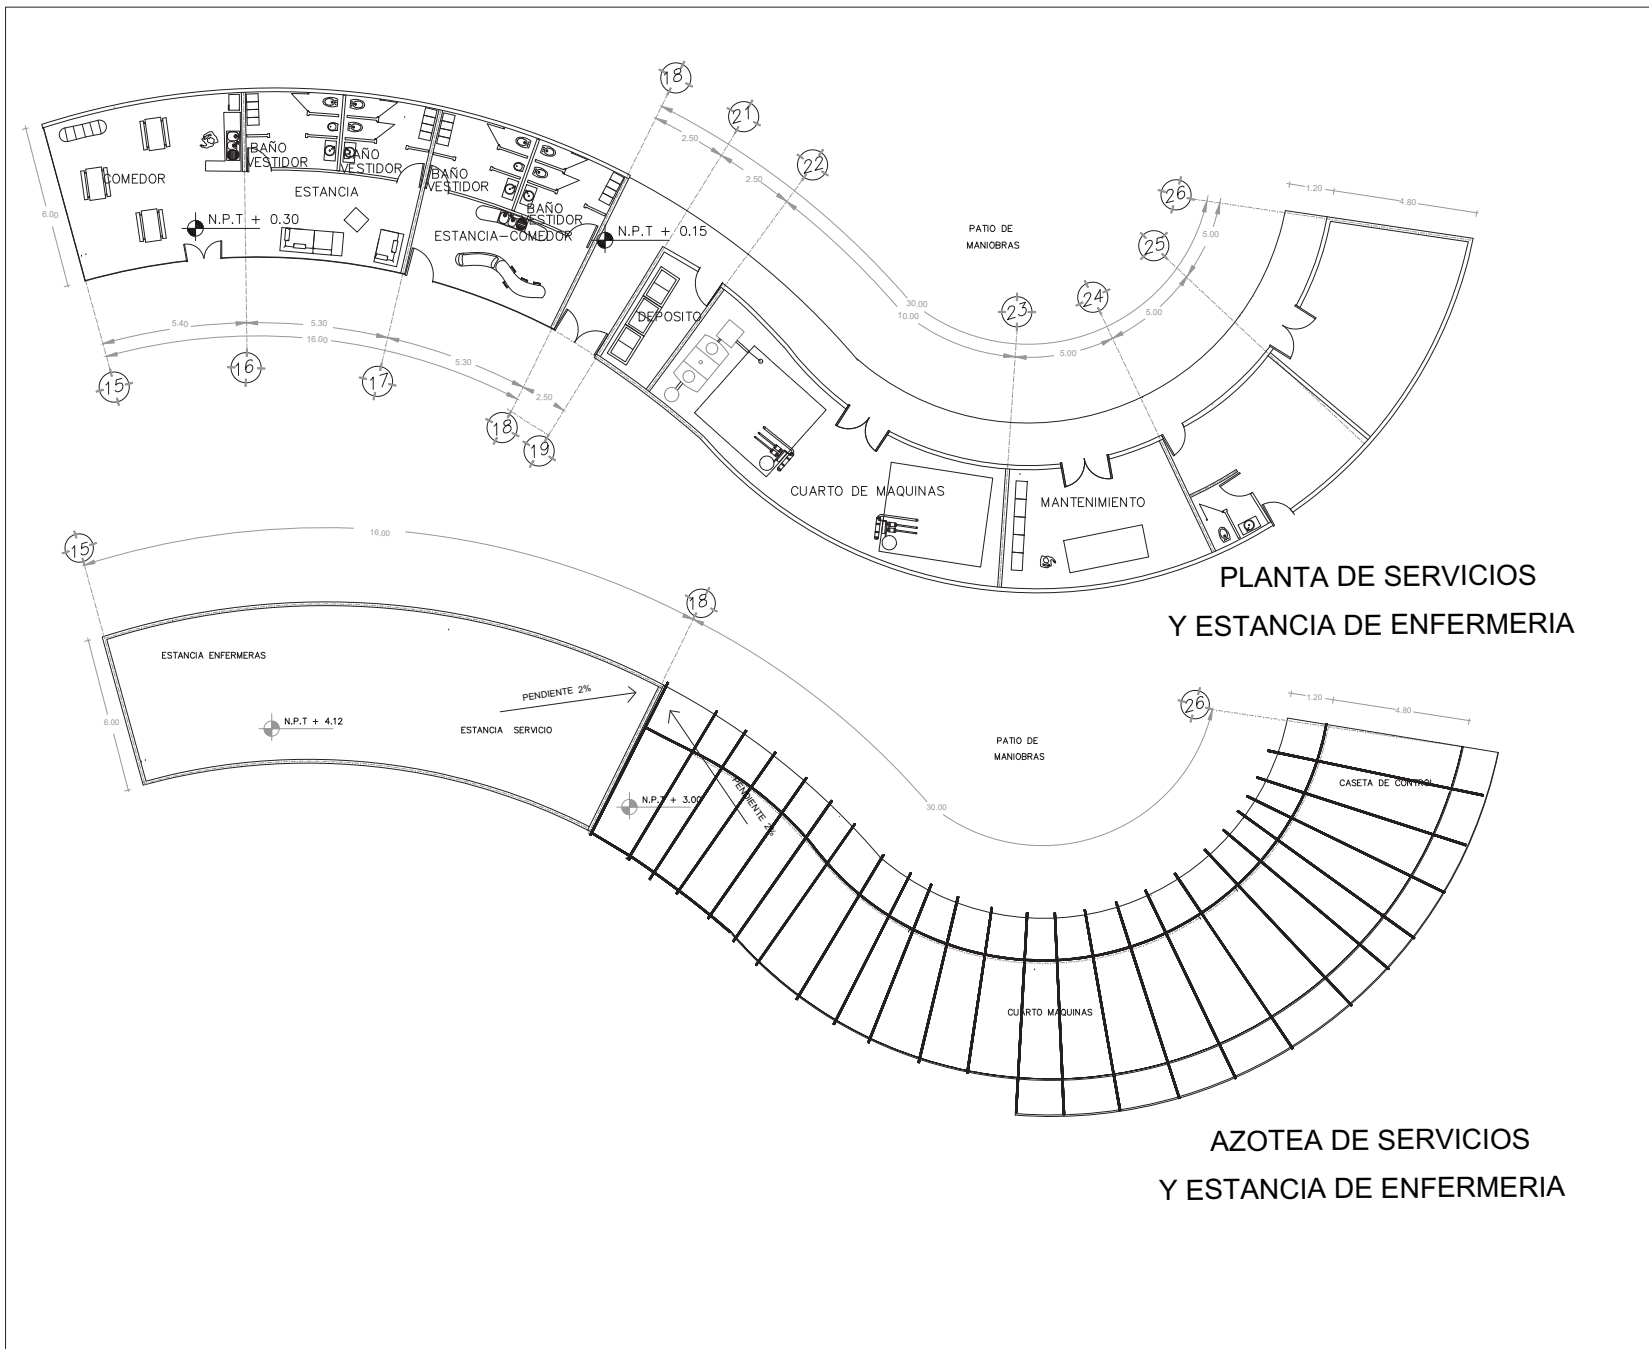 18
21
22
26
1.20
4.80
2.50
2.50
5.00
25
BAÑO
VESTIDOR
BAÑO
VESTIDOR
BAÑO
VESTIDOR
BAÑO
VESTIDOR
COMEDOR
ESTANCIA
6.00
N.P.T + 0.30
ESTANCIA-COMEDOR
N.P.T + 0.15
PATIO DE
MANIOBRAS
24
23
30.00
10.00
5.00
5.00
DEPOSITO
5.40
5.30
16.00
5.30
2.50
15
16
17
18
19
CUARTO DE MAQUINAS
MANTENIMIENTO
PLANTA DE SERVICIOS
Y ESTANCIA DE ENFERMERIA
15
16.00
18
ESTANCIA ENFERMERAS
6.00
N.P.T + 4.12
PENDIENTE 2%
ESTANCIA SERVICIO
26
1.20
4.80
PATIO DE
MANIOBRAS
CASETA DE CONTROL
PENDIENTE 2%
N.P.T + 3.00
30.00
CUARTO MAQUINAS
AZOTEA DE SERVICIOS
Y ESTANCIA DE ENFERMERIA